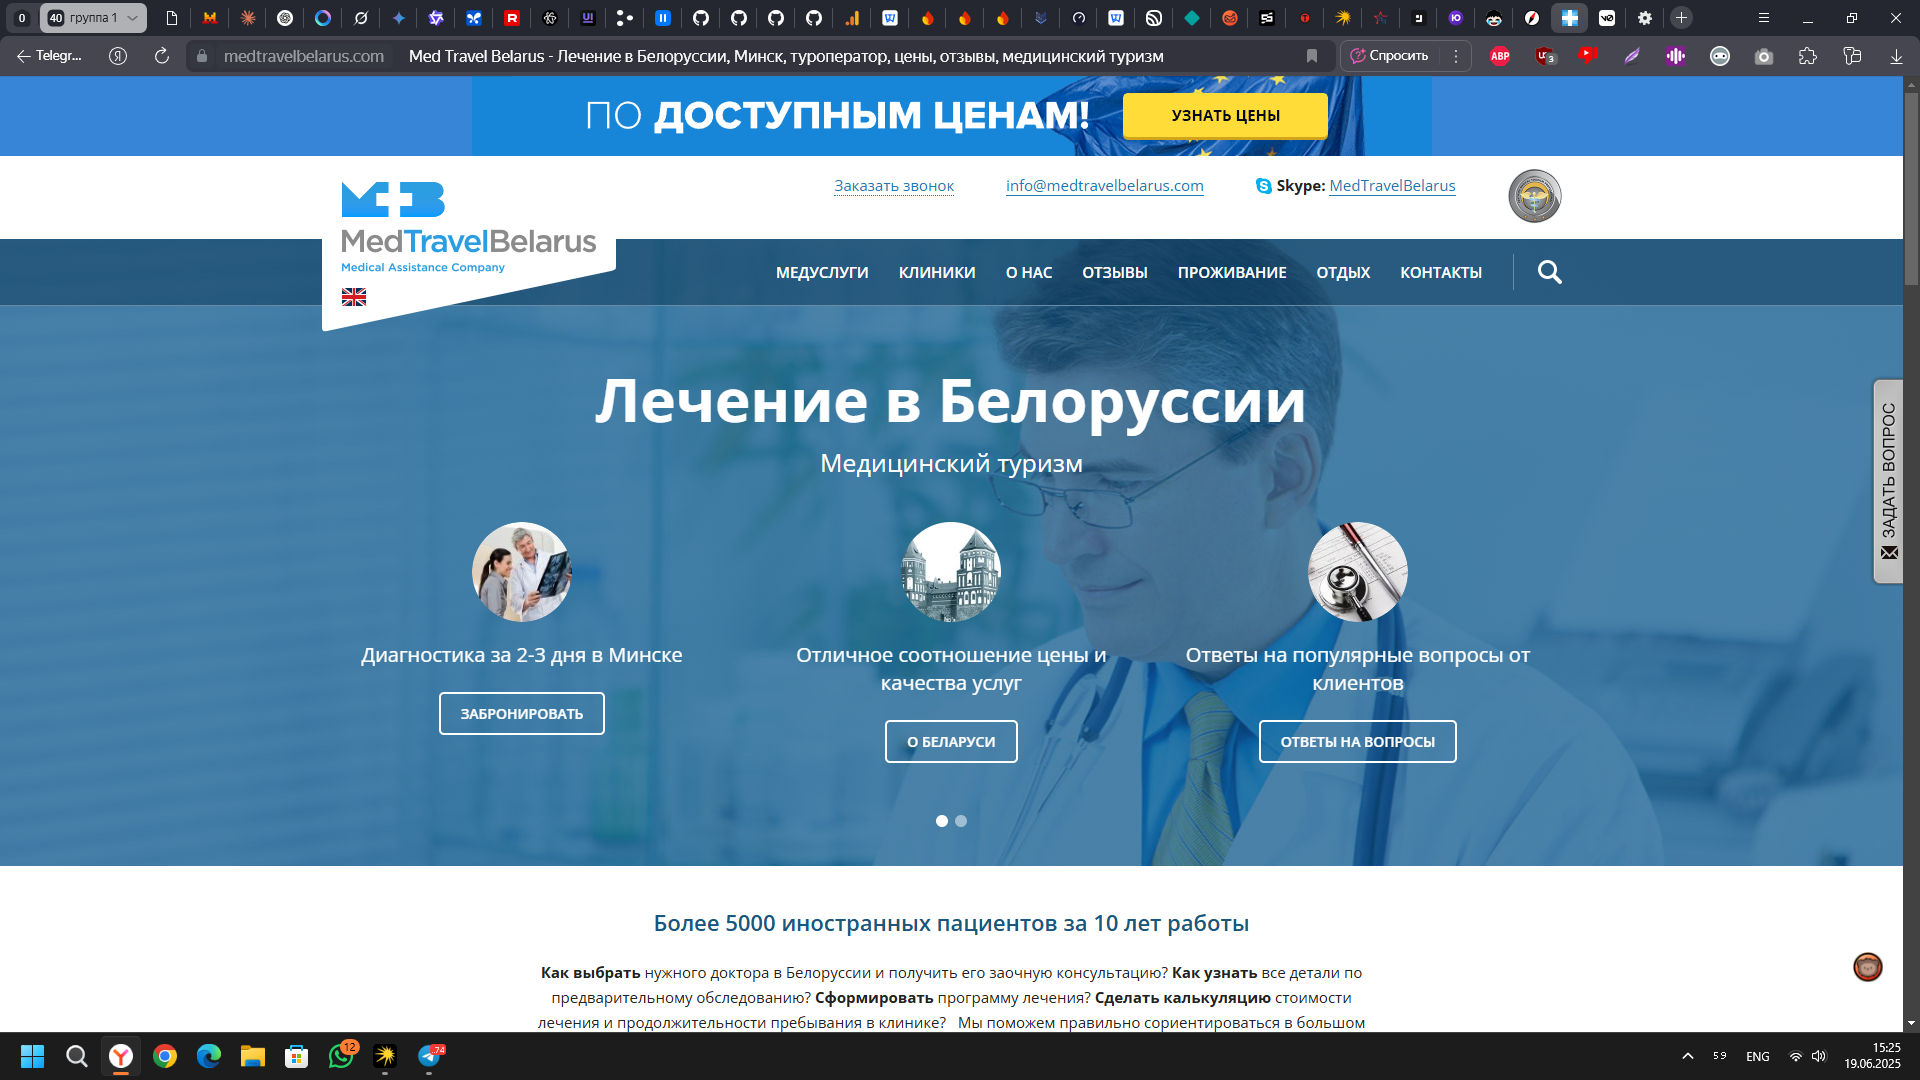 0
40 группа 1
Telegr...
medtravelbelarus.com
Med Travel Belarus - Лечение в Белоруссии, Минск, туроператор, цены, отзывы, медицинский туризм
Спросить
ABP
3
ПО ДОСТУПНЫМ ЦЕНАМ!
УЗНАТЬ ЦЕНЫ
Заказать звонок
info@medtravelbelarus.com
Skype: MedTravelBelarus
MedTravelBelarus
Medical Assistance Company
МЕДУСЛУГИ
КЛИНИКИ
О НАС
ОТЗЫВЫ
ПРОЖИВАНИЕ
ОТДЫХ
КОНТАКТЫ
Лечение в Белоруссии
Медицинский туризм
Диагностика за 2-3 дня в Минске
ЗАБРОНИРОВАТЬ
Отличное соотношение цены и
качества услуг
О БЕЛАРУСИ
Ответы на популярные вопросы от
клиентов
ОТВЕТЫ НА ВОПРОСЫ
ЗАДАТЬ ВОПРОС
Более 5000 иностранных пациентов за 10 лет работы
Как выбрать нужного доктора в Белоруссии и получить его заочную консультацию? Как узнать все детали по
предварительному обследованию? Сформировать программу лечения? Сделать калькуляцию стоимости
лечения и продолжительности пребывания в клинике? Мы поможем правильно сориентироваться в большом
12
74
59
ENG
15:25
19.06.2025